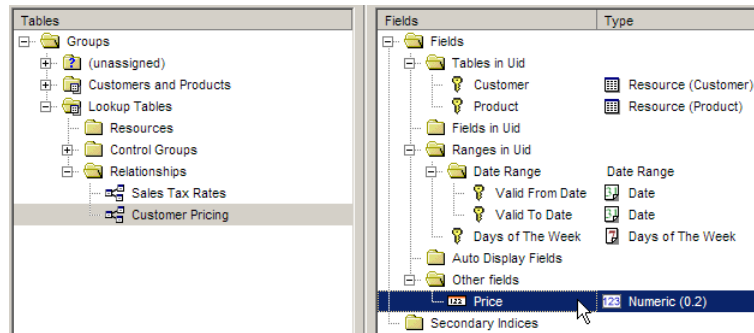 Tables
Groups
(unassigned)
Customers and Products
Lookup Tables
Resources
Control Groups
Relationships
Sales Tax Rates
Customer Pricing
Fields Type
Fields
Tables in Uid
Customer Resource (Customer)
Product Resource (Product)
Fields in Uid
Ranges in Uid
Date Range Date Range
Valid From Date Date
Valid To Date Date
Days of The Week Days of The Week
Auto Display Fields
Other fields
Price 123 Numeric (0.2)
Secondary Indices